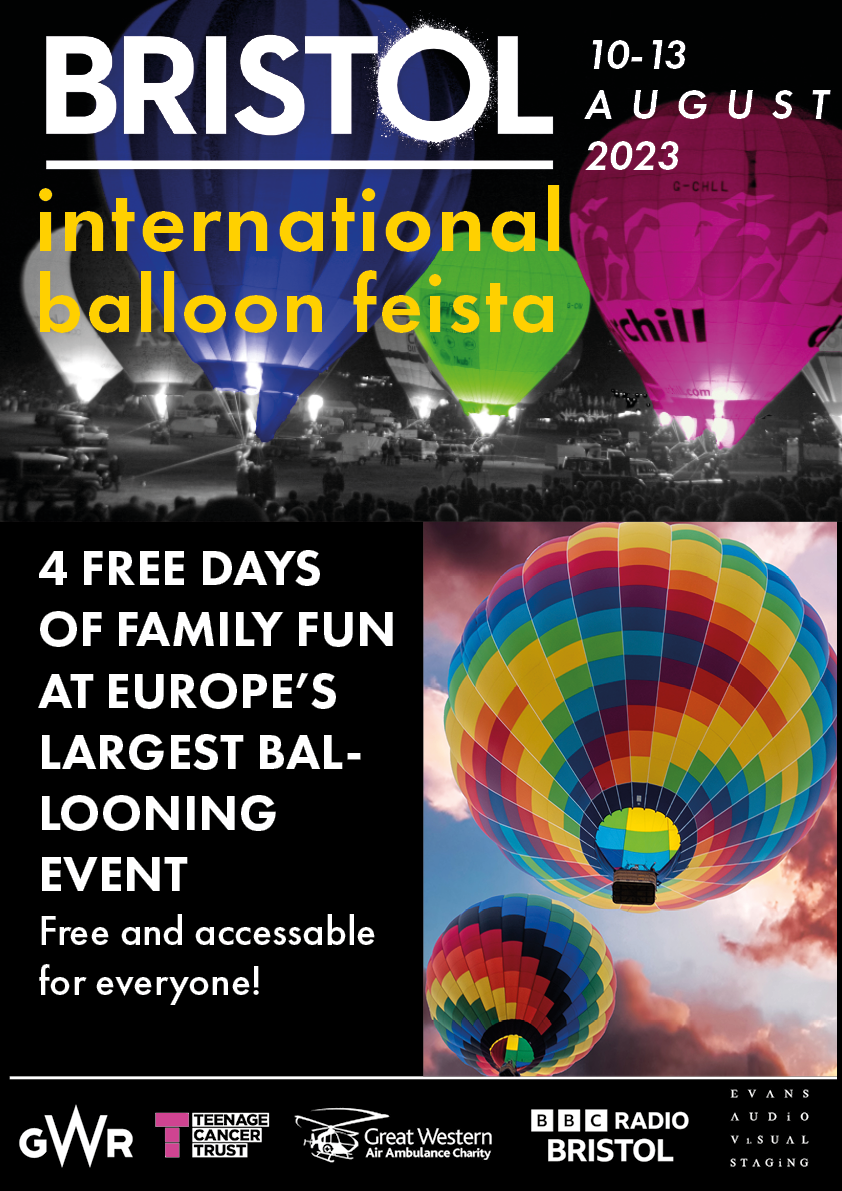 BRISTOL
10-13
AUGUST
2023
international
balloon feista
G-CHLL
rchill
chill.com
4 FREE DAYS
OF FAMILY FUN
AT EUROPE'S
LARGEST BAL-
LOONING
EVENT
Free and accessable
for everyone!
GWR
TEENAGE
CANCER
TRUST
Great Western
Air Ambulance Charity
BBC RADIO
BRISTOL
EVANS
AUDiO
ViSUAL
STAGiNG